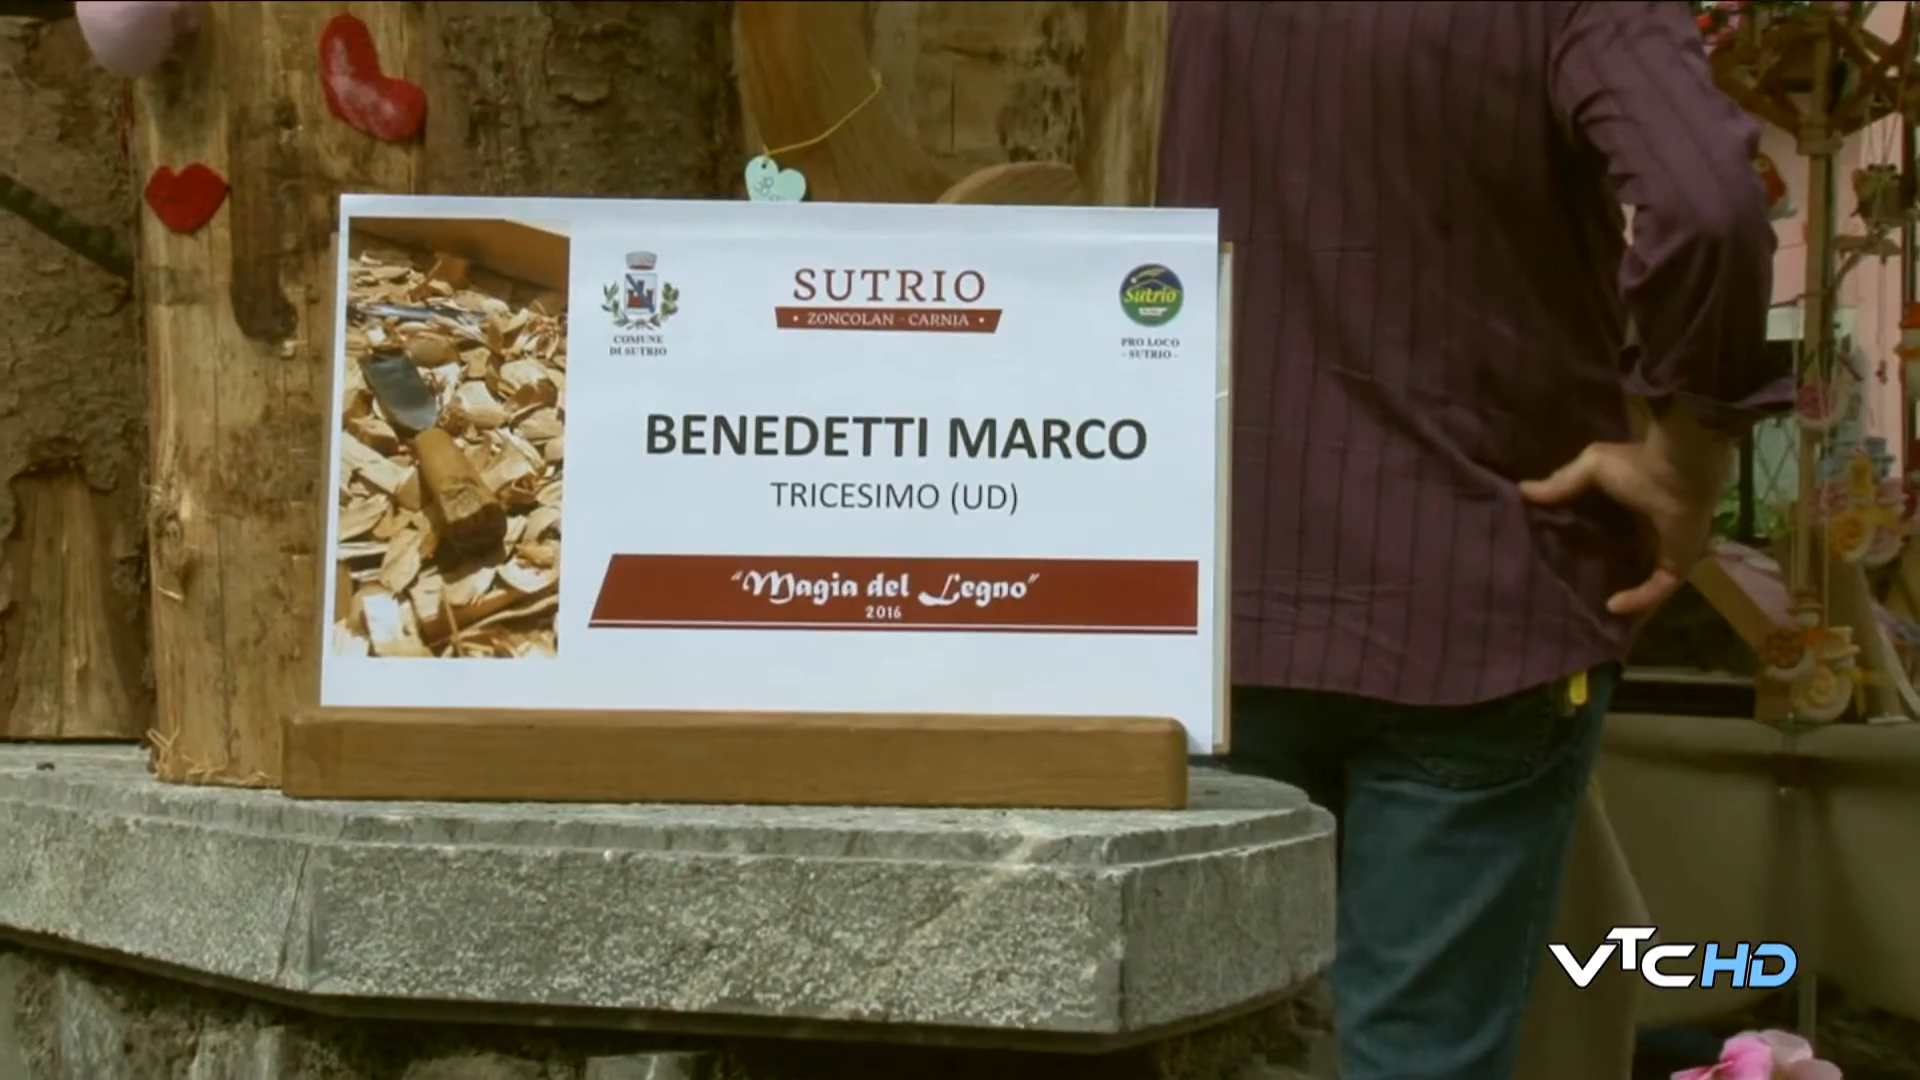 SUTRIO
• ZONCOLAN - CARNIA •
COMUNE
DI SUTRIO
Sutrio
PRO LOCO
- SUTRIO -
BENEDETTI MARCO
TRICESIMO (UD)
"Magia del Legno"
2016
VTCHD